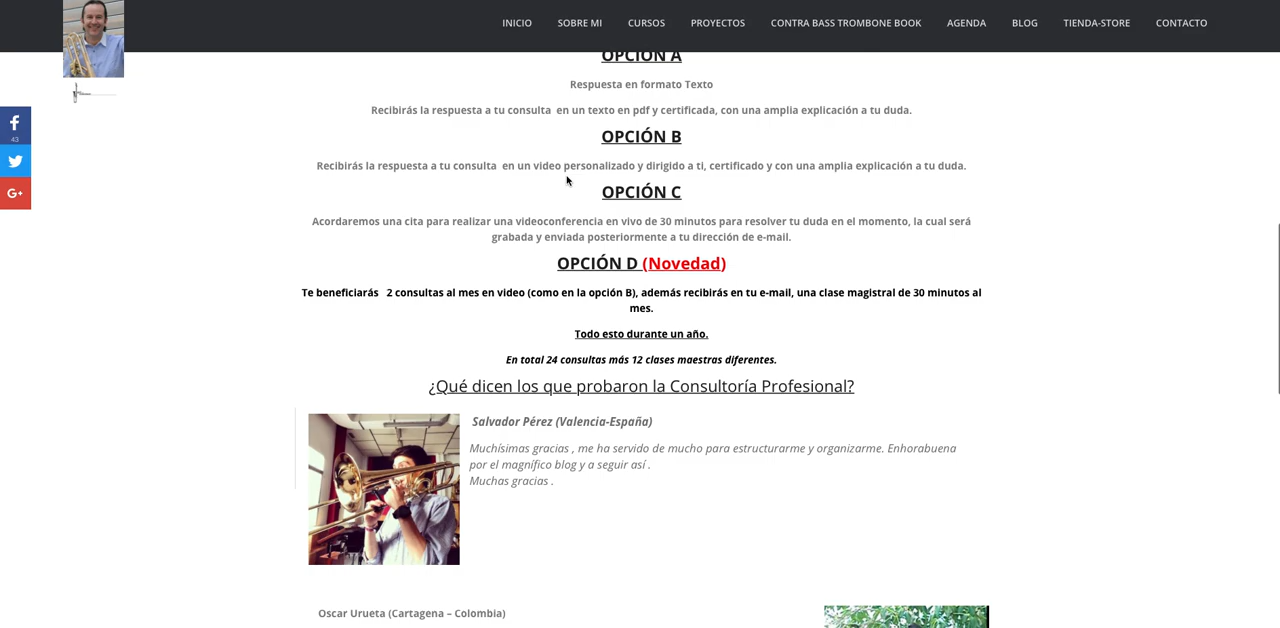 INICIO SOBRE MI CURSOS PROYECTOS CONTRA BASS TROMBONE BOOK AGENDA BLOG TIENDA-STORE CONTACTO
43
G+
OPCIÓN A
Respuesta en formato Texto
Recibirás la respuesta a tu consulta en un texto en pdf y certificada, con una amplia explicación a tu duda.
OPCIÓN B
Recibirás la respuesta a tu consulta en un video personalizado y dirigido a ti, certificado y con una amplia explicación a tu duda.
OPCIÓN C
Acordaremos una cita para realizar una videoconferencia en vivo de 30 minutos para resolver tu duda en el momento, la cual será
grabada y enviada posteriormente a tu dirección de e-mail.
OPCIÓN D (Novedad)
Te beneficiarás 2 consultas al mes en video (como en la opción B), además recibirás en tu e-mail, una clase magistral de 30 minutos al
mes.
Todo esto durante un año.
En total 24 consultas más 12 clases maestras diferentes.
¿Qué dicen los que probaron la Consultoría Profesional?
Salvador Pérez (Valencia-España)
Muchísimas gracias , me ha servido de mucho para estructurarme y organizarme. Enhorabuena
por el magnífico blog y a seguir así .
Muchas gracias .
Oscar Urueta (Cartagena – Colombia)